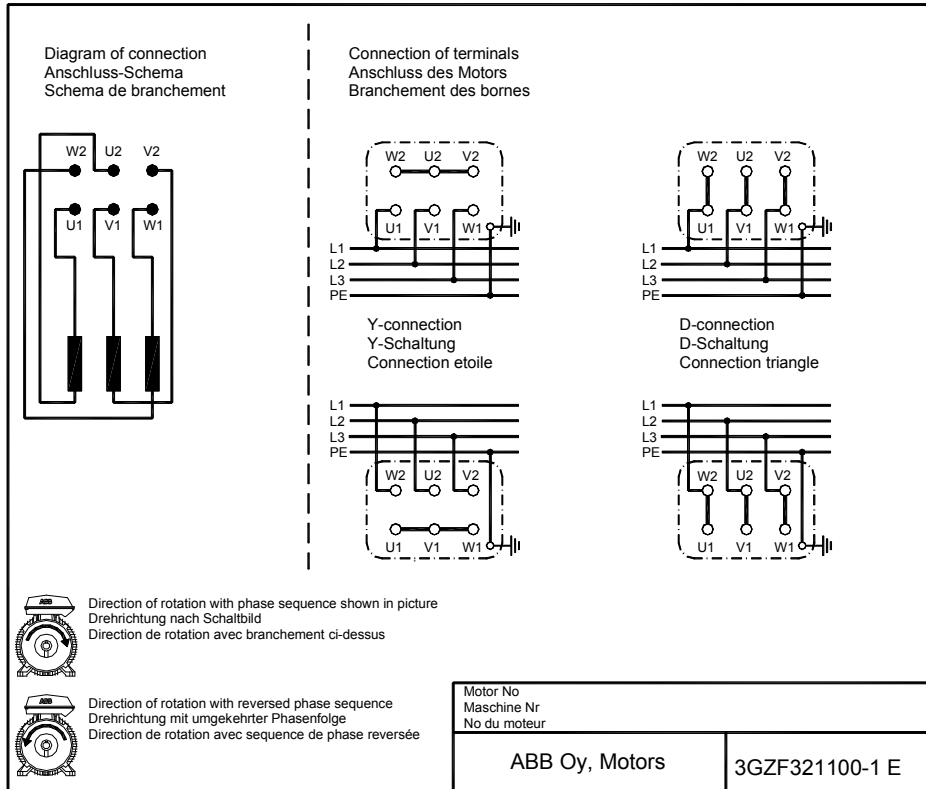 Diagram of connection
Anschluss-Schema
Schema de branchement
W2 U2 V2
U1 V1 W1
Connection of terminals
Anschluss des Motors
Branchement des bornes
W2 U2 V2
U1 V1 W1
L1
L2
L3
PE
Y-connection
Y-Schaltung
Connection etoile
L1
L2
L3
PE
W2 U2 V2
U1 V1 W1
W2 U2 V2
U1 V1 W1
L1
L2
L3
PE
D-connection
D-Schaltung
Connection triangle
L1
L2
L3
PE
W2 U2 V2
U1 V1 W1
ABB
Direction of rotation with phase sequence shown in picture
Drehrichtung nach Schaltbild
Direction de rotation avec branchement ci-dessus
ABB
Direction of rotation with reversed phase sequence
Drehrichtung mit umgekehrter Phasenfolge
Direction de rotation avec sequence de phase reversée
Motor No
Maschine Nr
No du moteur
ABB Oy, Motors
3GZF321100-1 E